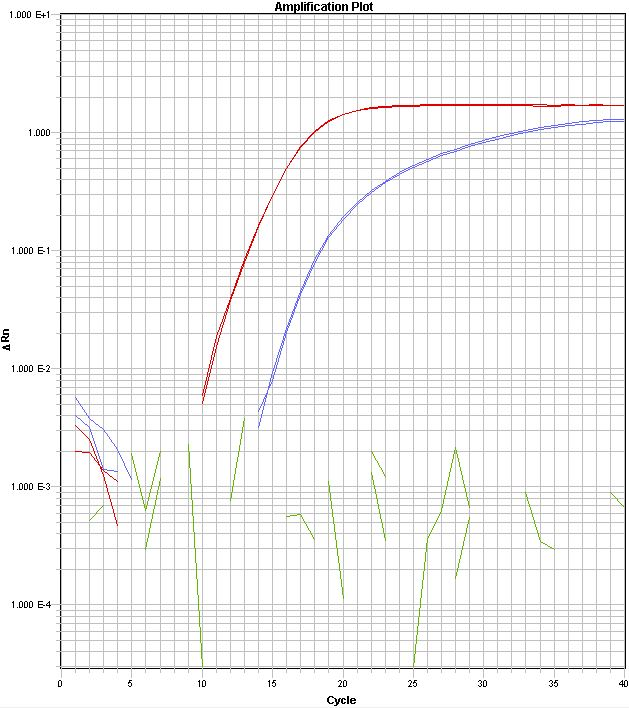 Amplification Plot
1.000 E+1
1.000
1.000 E-1
1.000 E-2
1.000 E-3
1.000 E-4
Δ Rn
0 5 10 15 20 25 30 35 40
Cycle